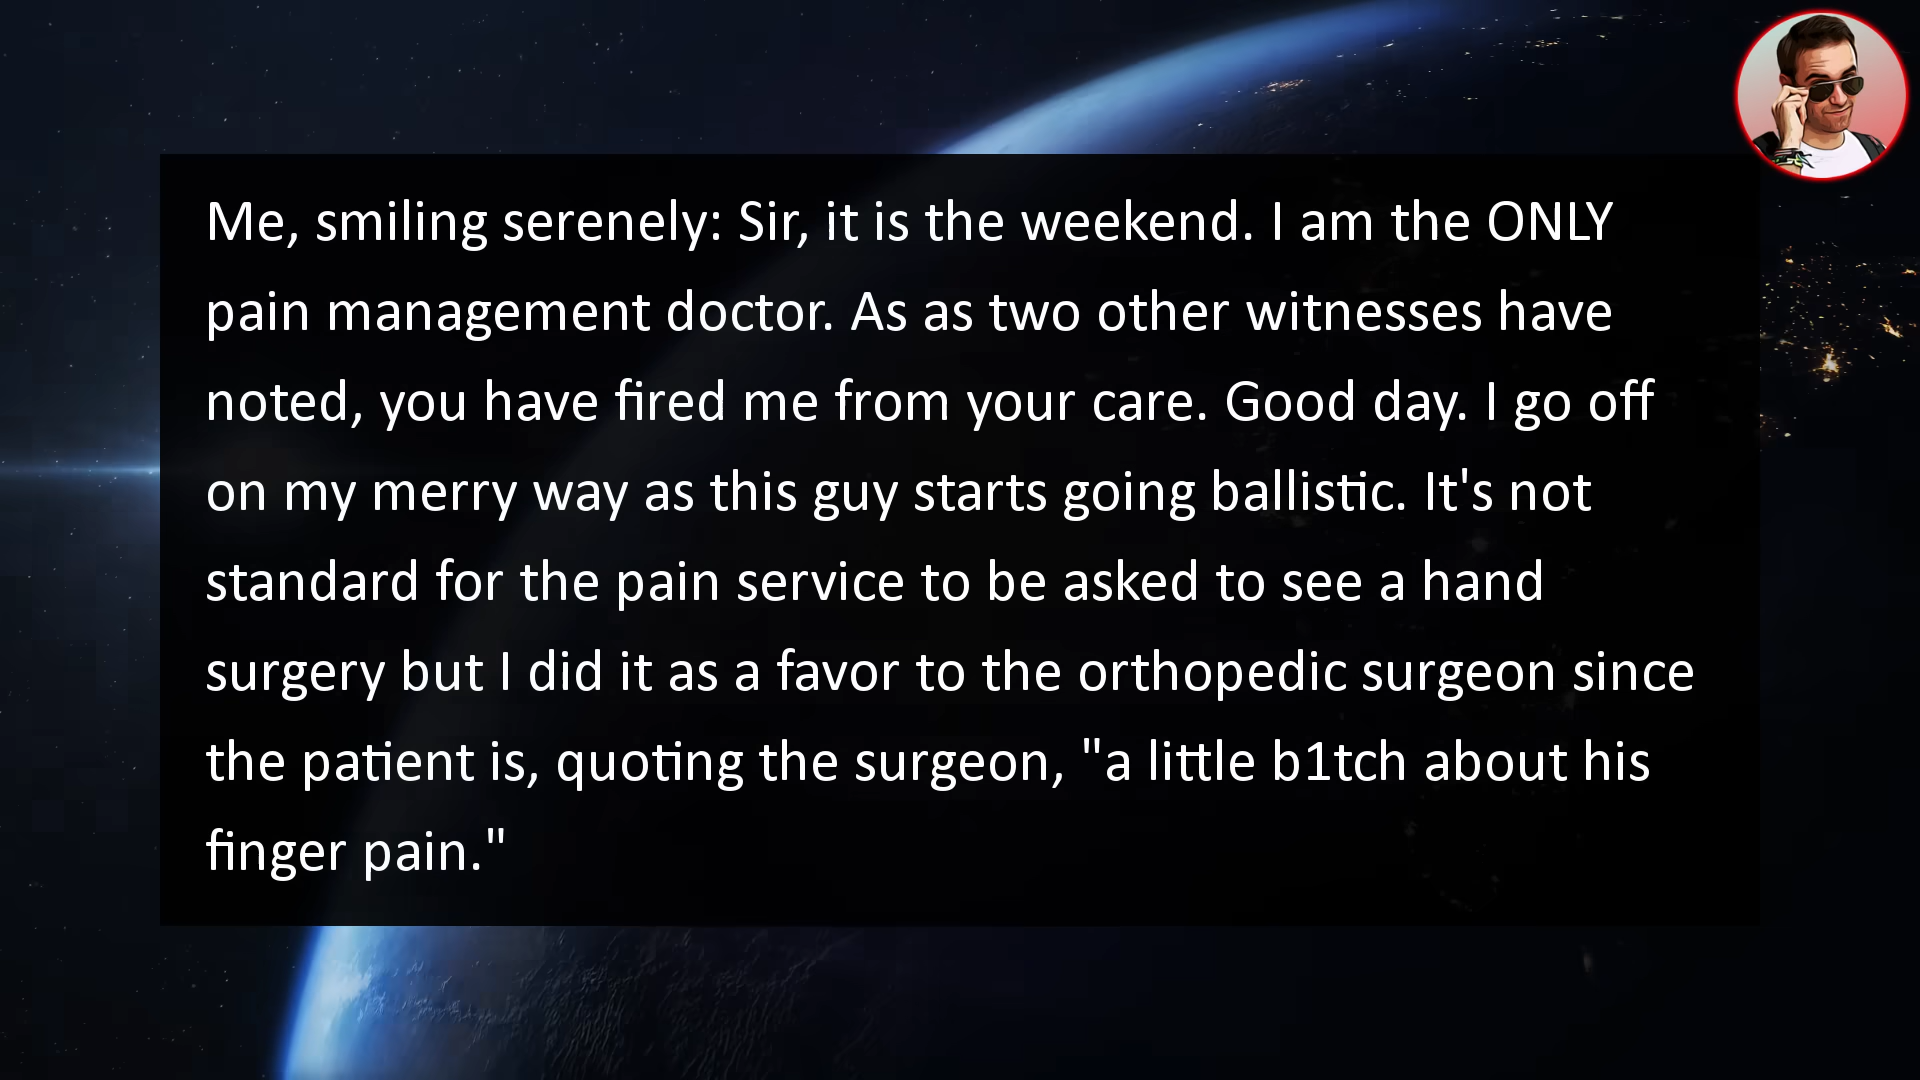 Me, smiling serenely: Sir, it is the weekend. I am the ONLY
pain management doctor. As as two other witnesses have
noted, you have fired me from your care. Good day. I go off
on my merry way as this guy starts going ballistic. It's not
standard for the pain service to be asked to see a hand
surgery but I did it as a favor to the orthopedic surgeon since
the patient is, quoting the surgeon, "a little b1tch about his
finger pain."